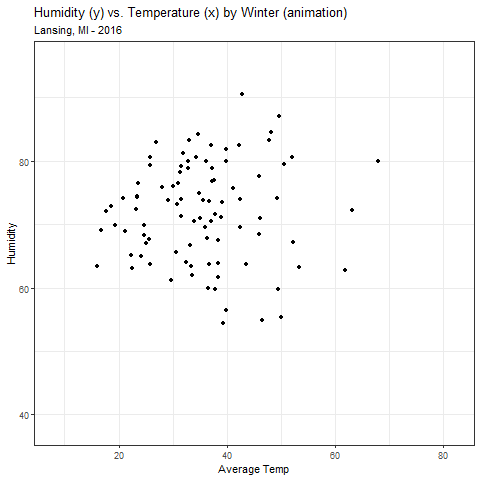 Humidity (y) vs. Temperature (x) by Winter (animation)
Lansing, MI - 2016
80
60
40
Humidity
20
40
60
80
Average Temp